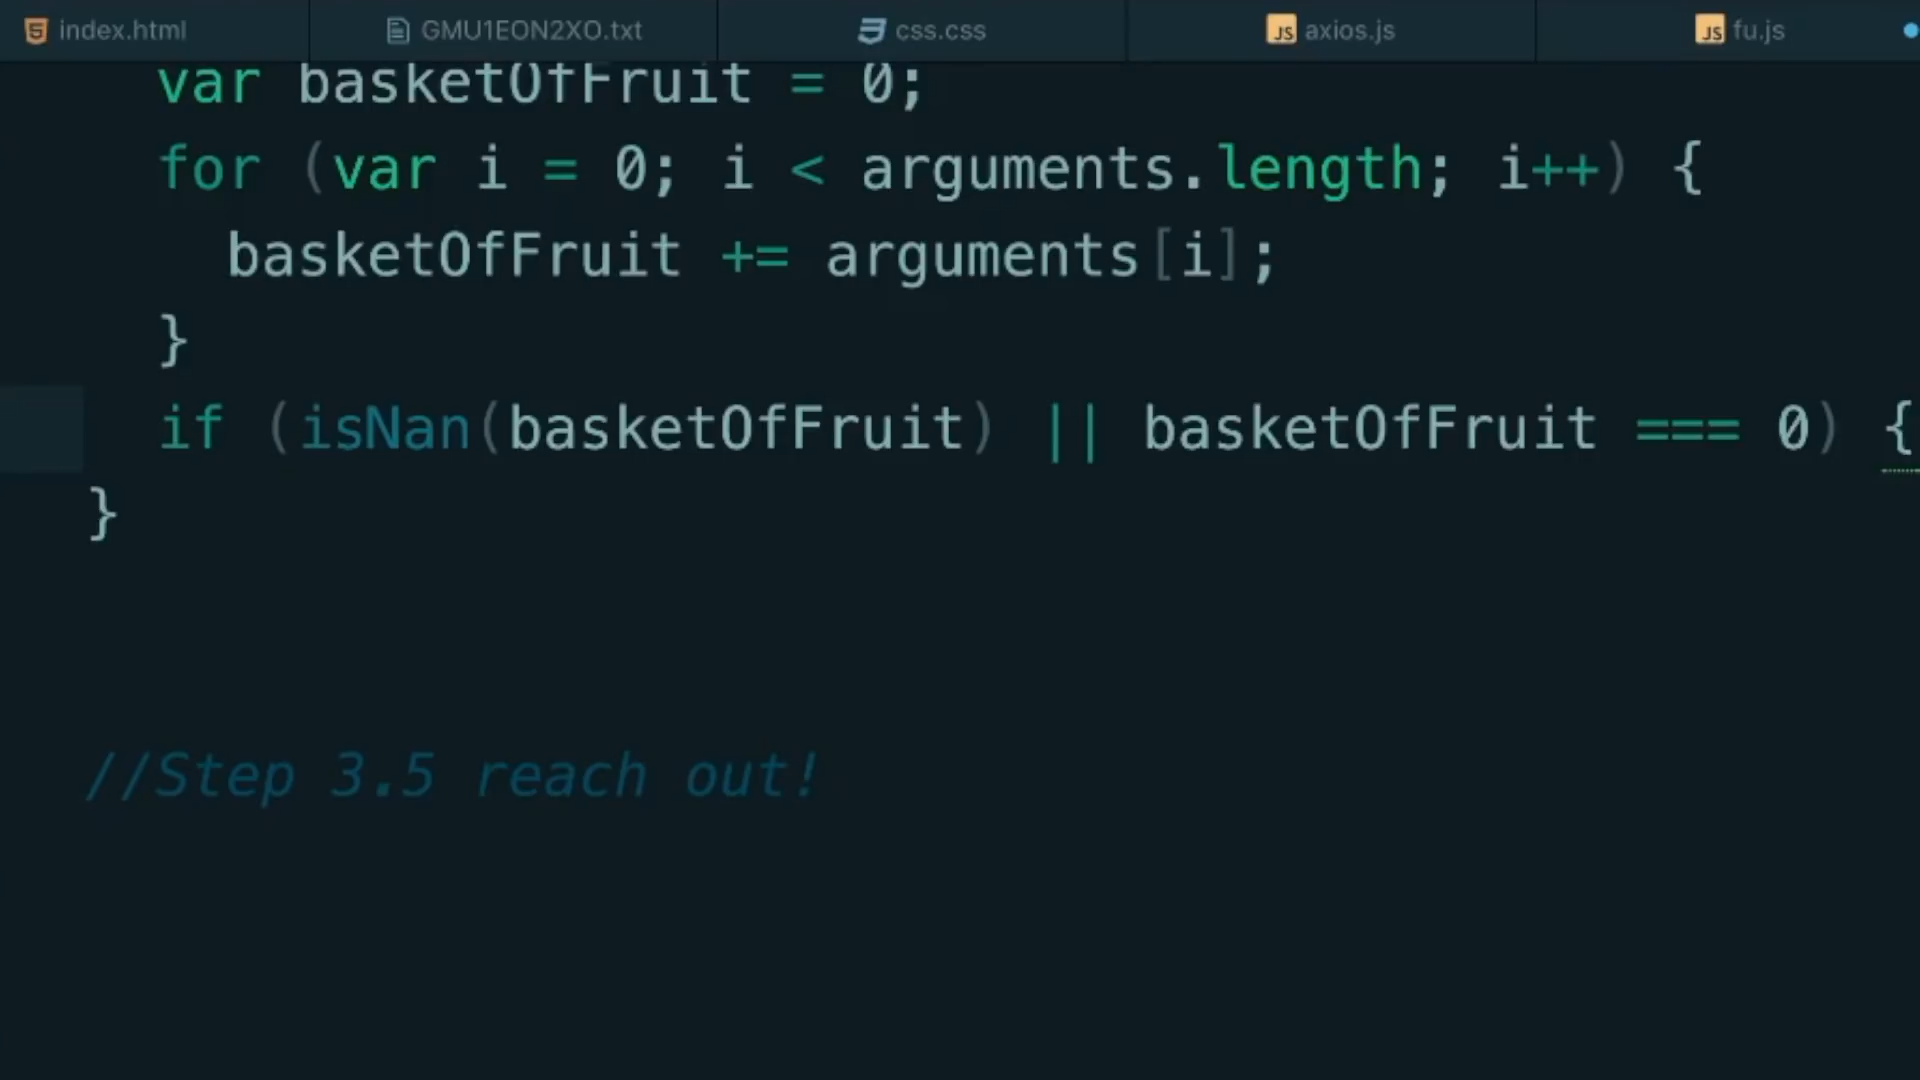 index.html
GMU1EON2XO.txt
css.css
axios.js
fu.js
var basketOfFruit = 0;
for (var i = 0; i < arguments.length; i++) {
basketOfFruit += arguments[i];
}
if (isNan(basketOfFruit) || basketOfFruit === 0) {
}
//Step 3.5 reach out!